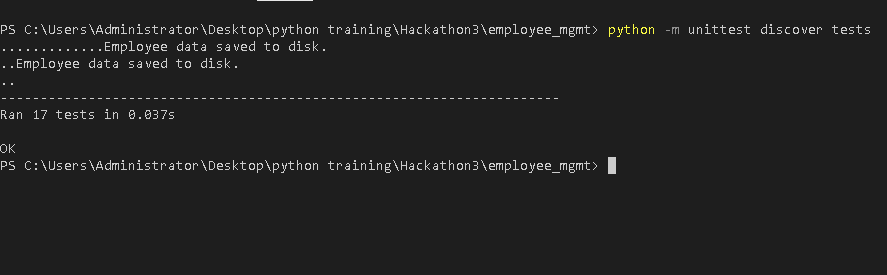 PS C:\Users\Administrator\Desktop\python training\Hackathon3\employee_mgmt> python -m unittest discover tests
.............Employee data saved to disk.
..Employee data saved to disk.
..
----------------------------------------------------------------------
Ran 17 tests in 0.037s
OK
PS C:\Users\Administrator\Desktop\python training\Hackathon3\employee_mgmt>